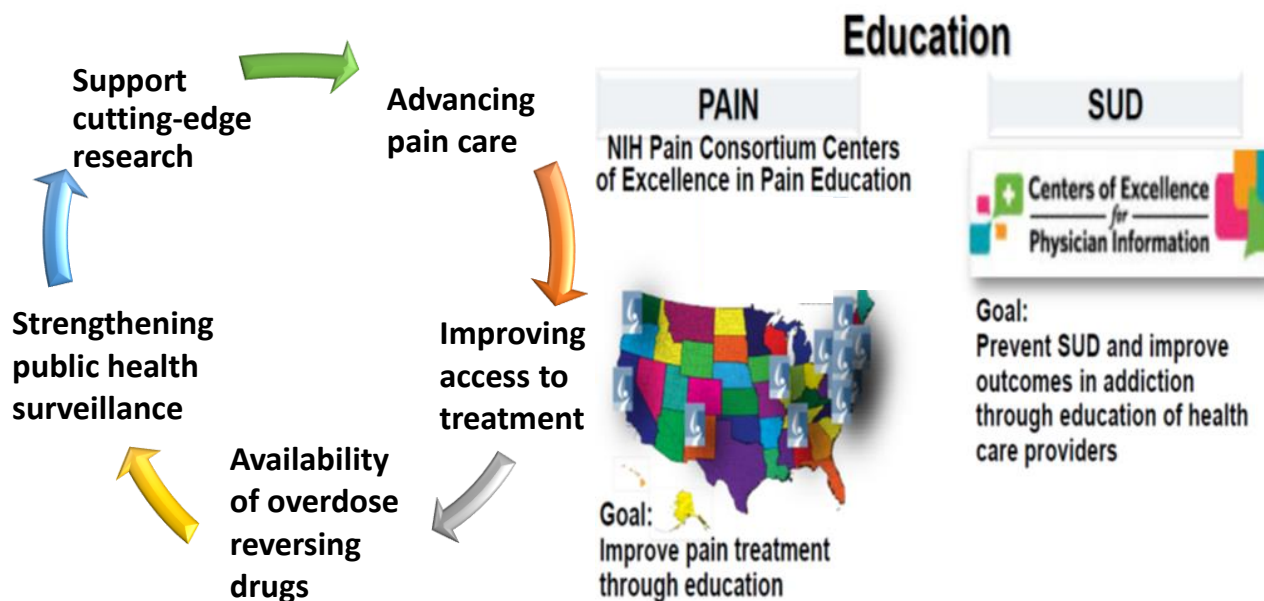 Support
cutting-edge
research
Advancing
pain care
Improving
access to
treatment
Availability
of overdose
reversing
drugs
Strengthening
public health
surveillance
Education
PAIN
NIH Pain Consortium Centers
of Excellence in Pain Education
Goal:
Improve pain treatment
through education
SUD
Centers of Excellence
for
Physician Information
Goal:
Prevent SUD and improve
outcomes in addiction
through education of health
care providers